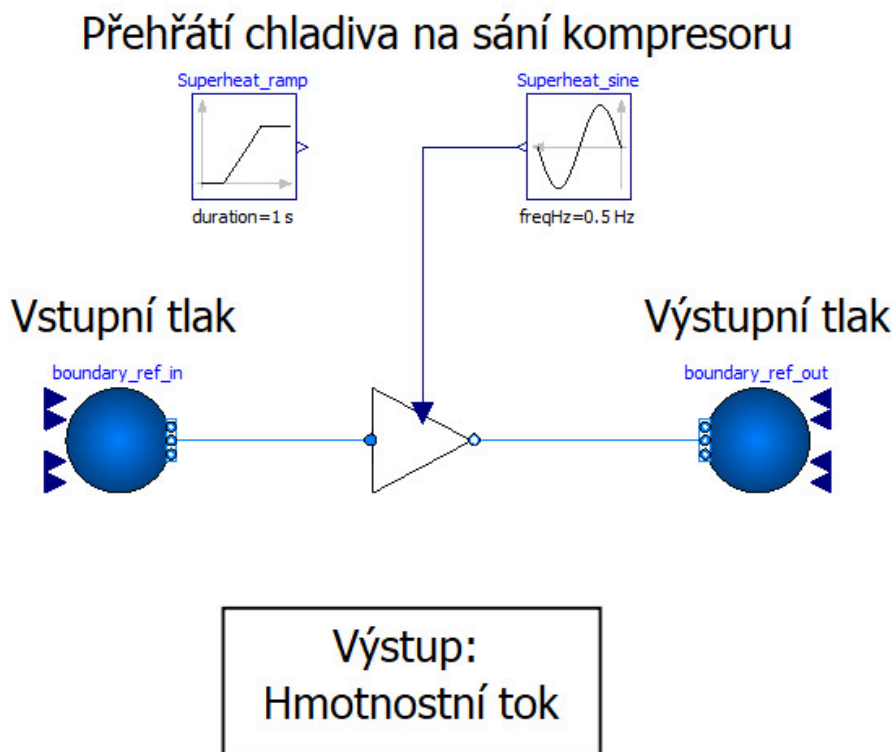 Přehřátí chladiva na sání kompresoru
Superheat_ramp
Superheat_sine
duration=1 s
freqHz=0.5 Hz
Vstupní tlak
Výstupní tlak
boundary_ref_in
boundary_ref_out
Výstup:
Hmotnostní tok